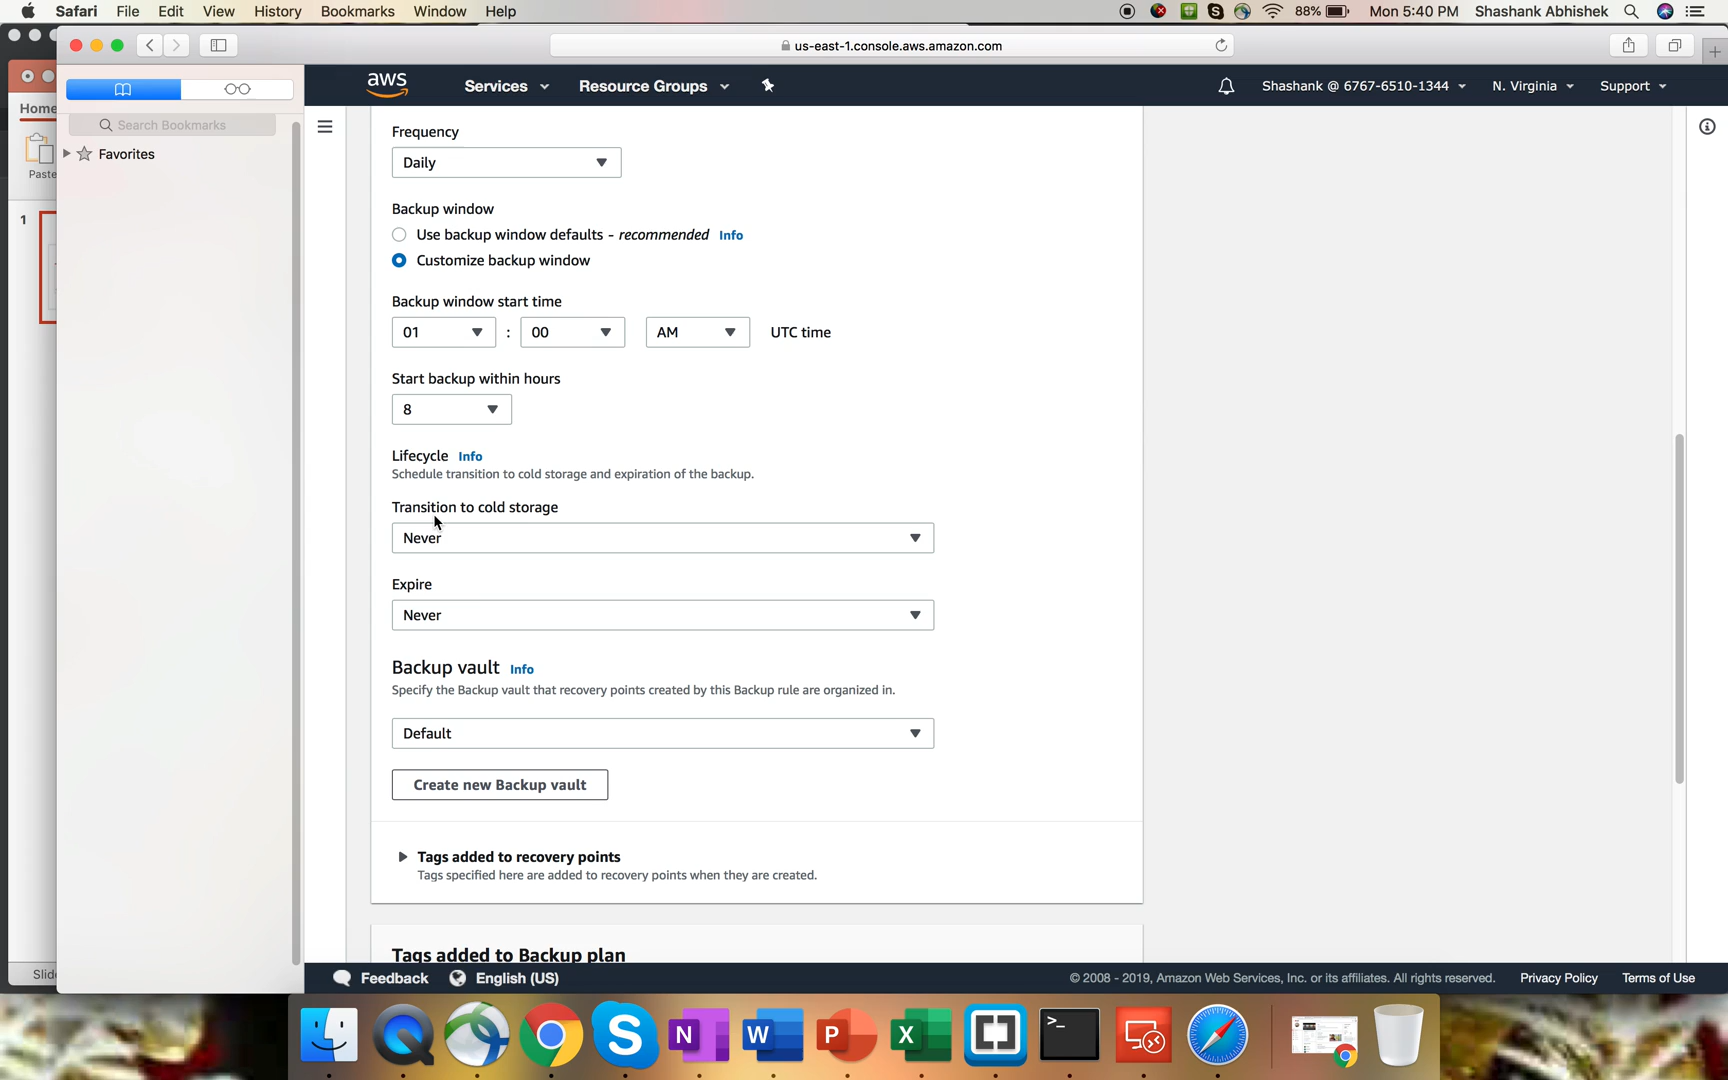 Safari File Edit View History Bookmarks Window Help 88% Mon 5:40 PM Shashank Abhishek
us-east-1.console.aws.amazon.com
Home
Paste
1
Search Bookmarks
Favorites
aws Services Resource Groups Shashank @ 6767-6510-1344 N. Virginia Support
Frequency
Daily
Backup window
Use backup window defaults - recommended Info
Customize backup window
Backup window start time
01 : 00 AM UTC time
Start backup within hours
8
Lifecycle Info
Schedule transition to cold storage and expiration of the backup.
Transition to cold storage
Never
Expire
Never
Backup vault Info
Specify the Backup vault that recovery points created by this Backup rule are organized in.
Default
Create new Backup vault
Tags added to recovery points
Tags specified here are added to recovery points when they are created.
Tags added to Backup plan
Slid
Feedback English (US) © 2008 - 2019, Amazon Web Services, Inc. or its affiliates. All rights reserved. Privacy Policy Terms of Use
S N W P X >_